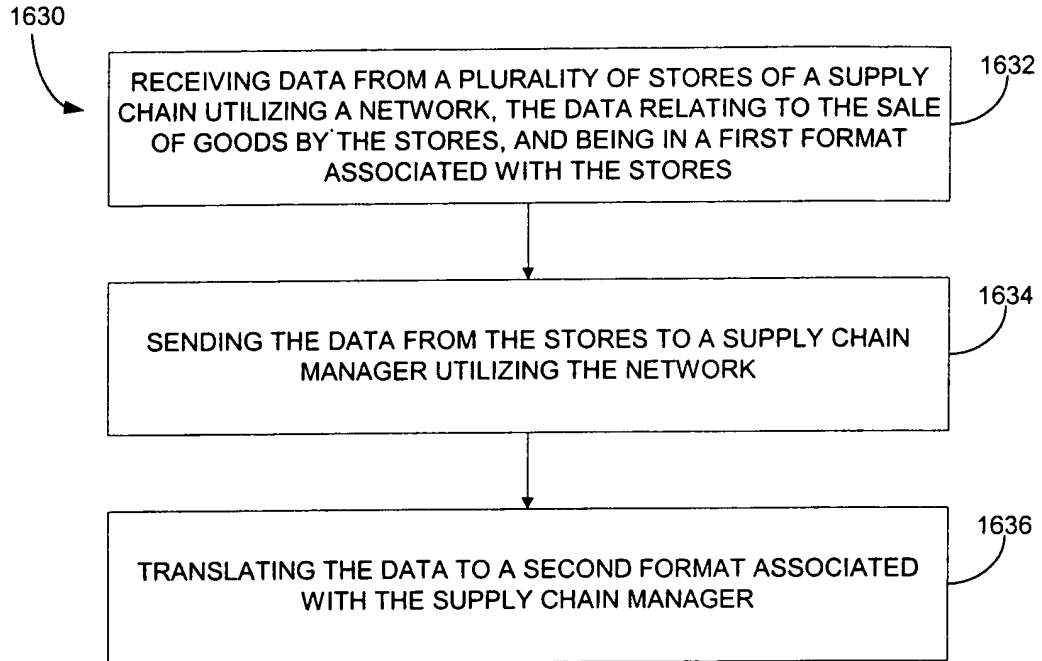 1630
RECEIVING DATA FROM A PLURALITY OF STORES OF A SUPPLY
CHAIN UTILIZING A NETWORK, THE DATA RELATING TO THE SALE
OF GOODS BY THE STORES, AND BEING IN A FIRST FORMAT
ASSOCIATED WITH THE STORES
1632
SENDING THE DATA FROM THE STORES TO A SUPPLY CHAIN
MANAGER UTILIZING THE NETWORK
1634
TRANSLATING THE DATA TO A SECOND FORMAT ASSOCIATED
WITH THE SUPPLY CHAIN MANAGER
1636